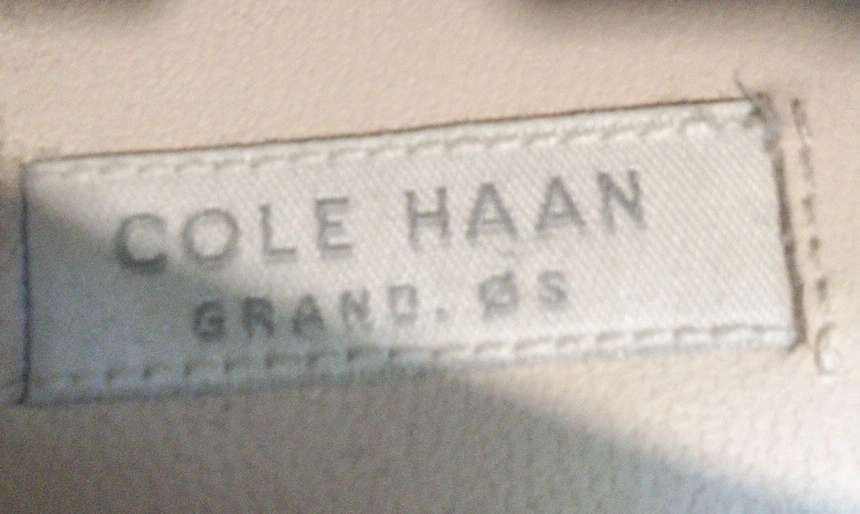 COLE HAAN
GRAND. ØS